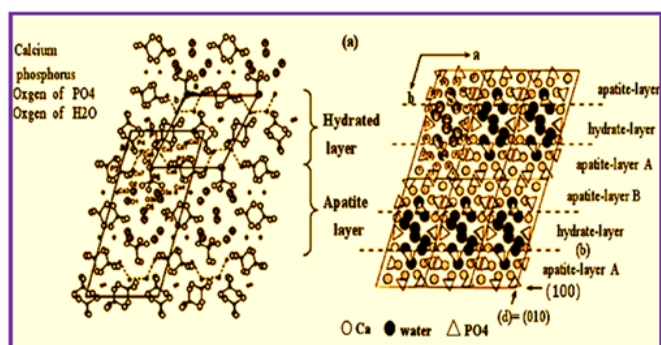 Calcium
phosphorus
Oxgen of PO4
Oxgen of H2O
(a)
Hydrated
layer
Apatite
layer
a
b
apatite-layer
hydrate-layer
apatite-layer A
apatite-layer B
hydrate-layer
(b)
apatite-layer A
(100)
(d)= (010)
Ca water PO4